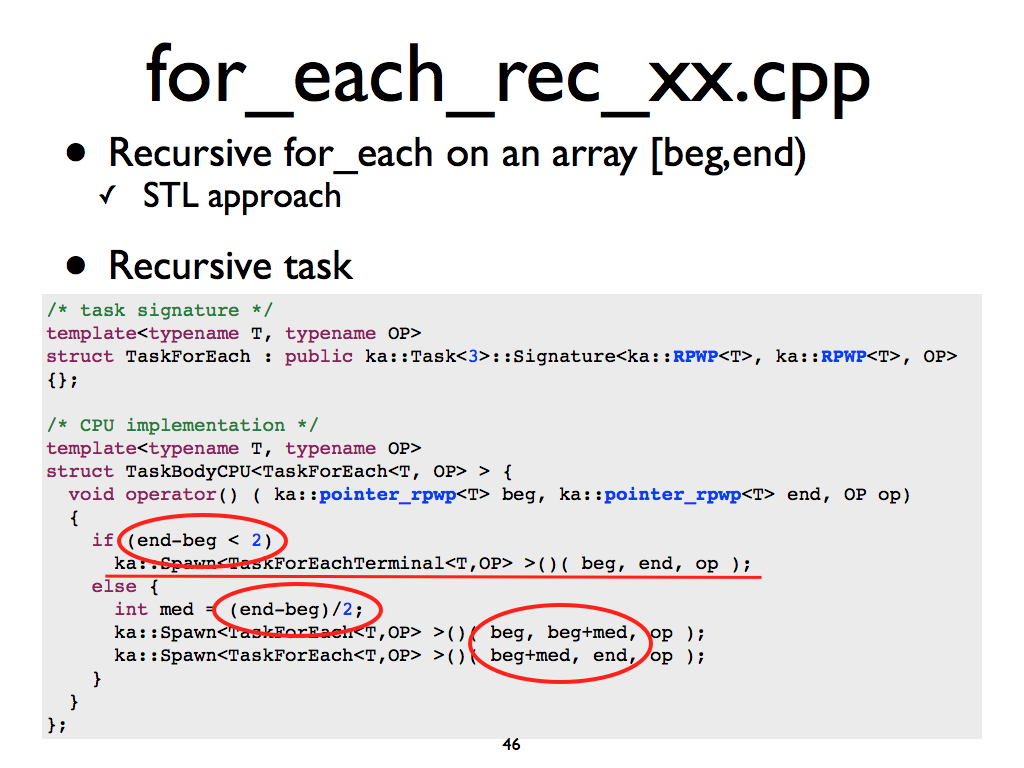 for_each_rec_xx.cpp
• Recursive for_each on an array [beg,end)
✓ STL approach
• Recursive task
/* task signature */
template<typename T, typename OP>
struct TaskForEach : public ka::Task<3>::Signature<ka::RPWP<T>, ka::RPWP<T>, OP>
{};
/* CPU implementation */
template<typename T, typename OP>
struct TaskBodyCPU<TaskForEach<T, OP> > {
  void operator() ( ka::pointer_rpwp<T> beg, ka::pointer_rpwp<T> end, OP op)
  {
    if (end-beg < 2)
      ka::Spawn<TaskForEachTerminal<T,OP> >()( beg, end, op );
    else {
      int med = (end-beg)/2;
      ka::Spawn<TaskForEach<T,OP> >()( beg, beg+med, op );
      ka::Spawn<TaskForEach<T,OP> >()( beg+med, end, op );
    }
  }
};
46